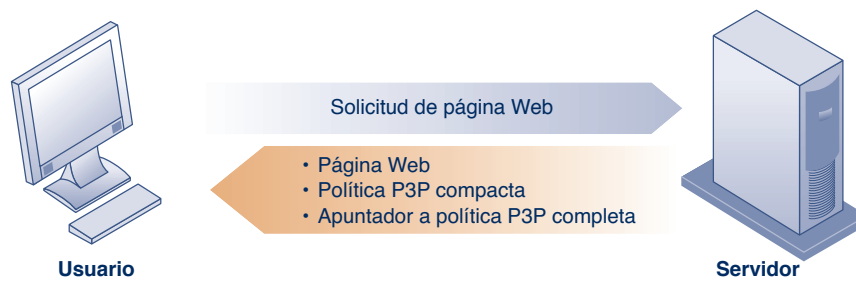 Solicitud de página Web
• Página Web
• Política P3P compacta
• Apuntador a política P3P completa
Usuario
Servidor